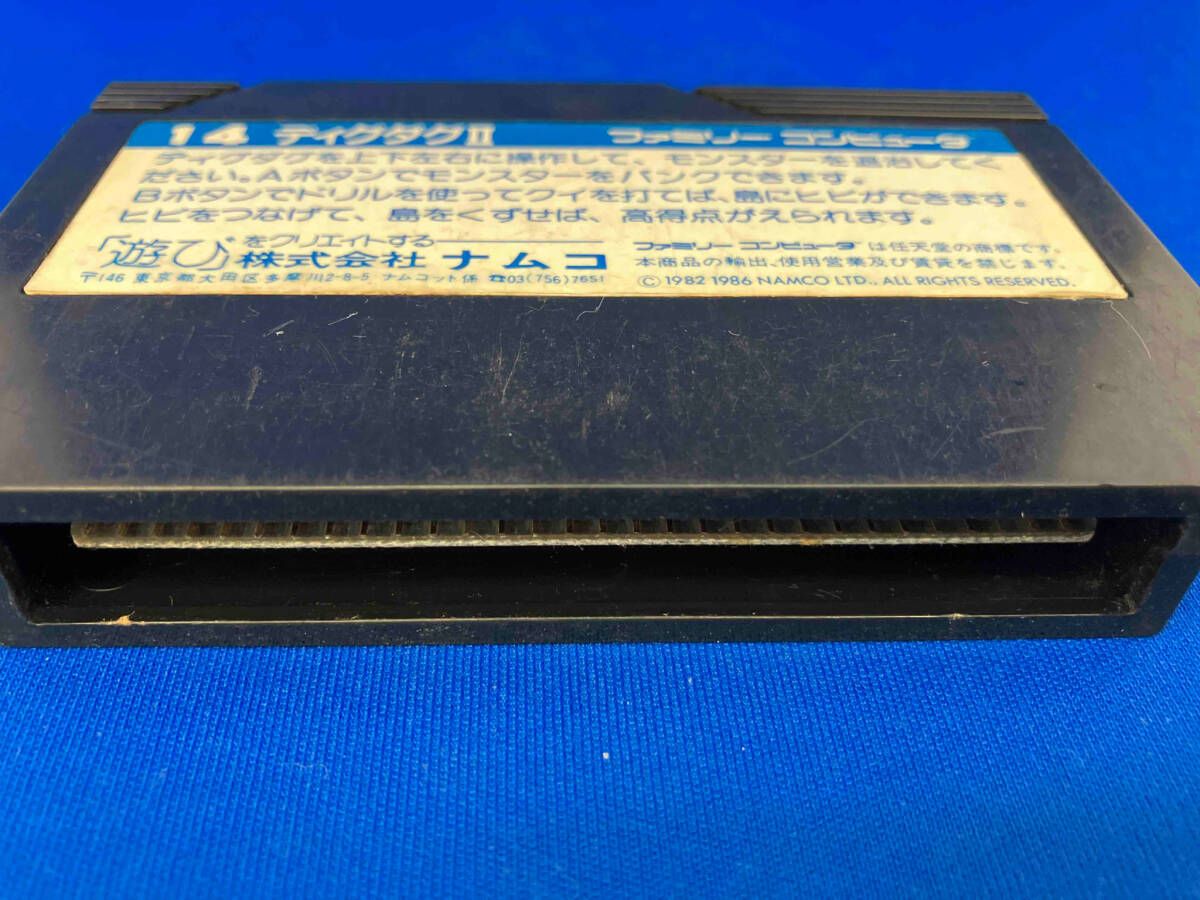 14 ディグダグⅡ ファミリー コンピュータ
ディグダグを上下左右に操作して、モンスターを退治してく
ださい。Aボタンでモンスターをパンクできます。
Bボタンでドリルを使ってクイを打てば、島にヒビができます。
ヒビをつなげて、島をくずせば、高得点がえられます。
「遊び」をクリエイトする
株式会社 ナムコ
〒146 東京都大田区多摩川2-8-5 ナムコット係 ☎03(756)7651
ファミリー コンピュータ は任天堂の商標です。
本商品の輸出、使用営業及び賃貸を禁じます。
©1982 1986 NAMCO LTD., ALL RIGHTS RESERVED.